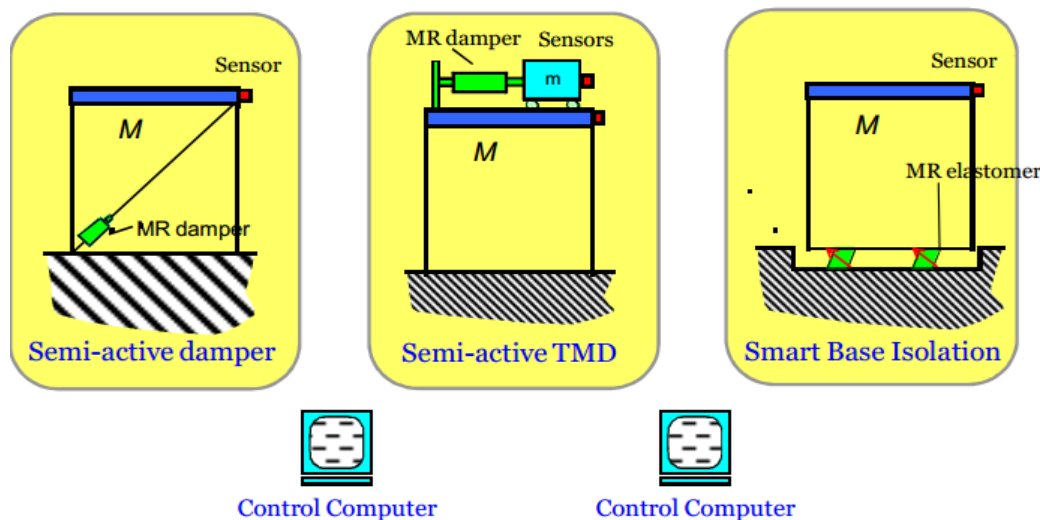 Sensor
M
MR damper
Semi-active damper
MR damper
Sensors
m
M
Semi-active TMD
Sensor
M
MR elastomer
Smart Base Isolation
Control Computer
Control Computer